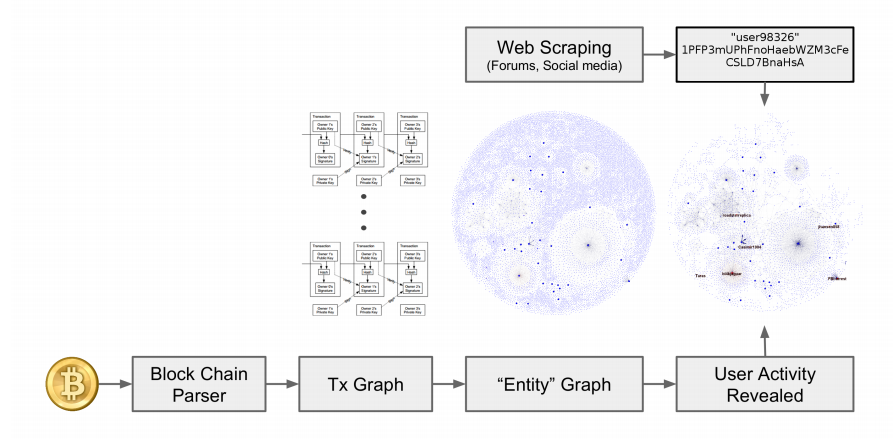 Web Scraping
(Forums, Social media)
"user98326"
1PFP3mUPhFnoHaebWZM3cFe
CSLD7BnaHsA
Transaction
Transaction
Transaction
Owner 1's
Public Key
Owner 2's
Public Key
Owner 3's
Public Key
Hash
Hash
Hash
Owner 0's
Signature
Owner 1's
Signature
Owner 2's
Signature
Owner 1's
Private Key
Owner 2's
Private Key
Owner 3's
Private Key
Transaction
Transaction
Transaction
Owner 1's
Public Key
Owner 2's
Public Key
Owner 3's
Public Key
Hash
Hash
Hash
Owner 0's
Signature
Owner 1's
Signature
Owner 2's
Signature
Owner 1's
Private Key
Owner 2's
Private Key
Owner 3's
Private Key
Block Chain
Parser
Tx Graph
“Entity” Graph
User Activity
Revealed